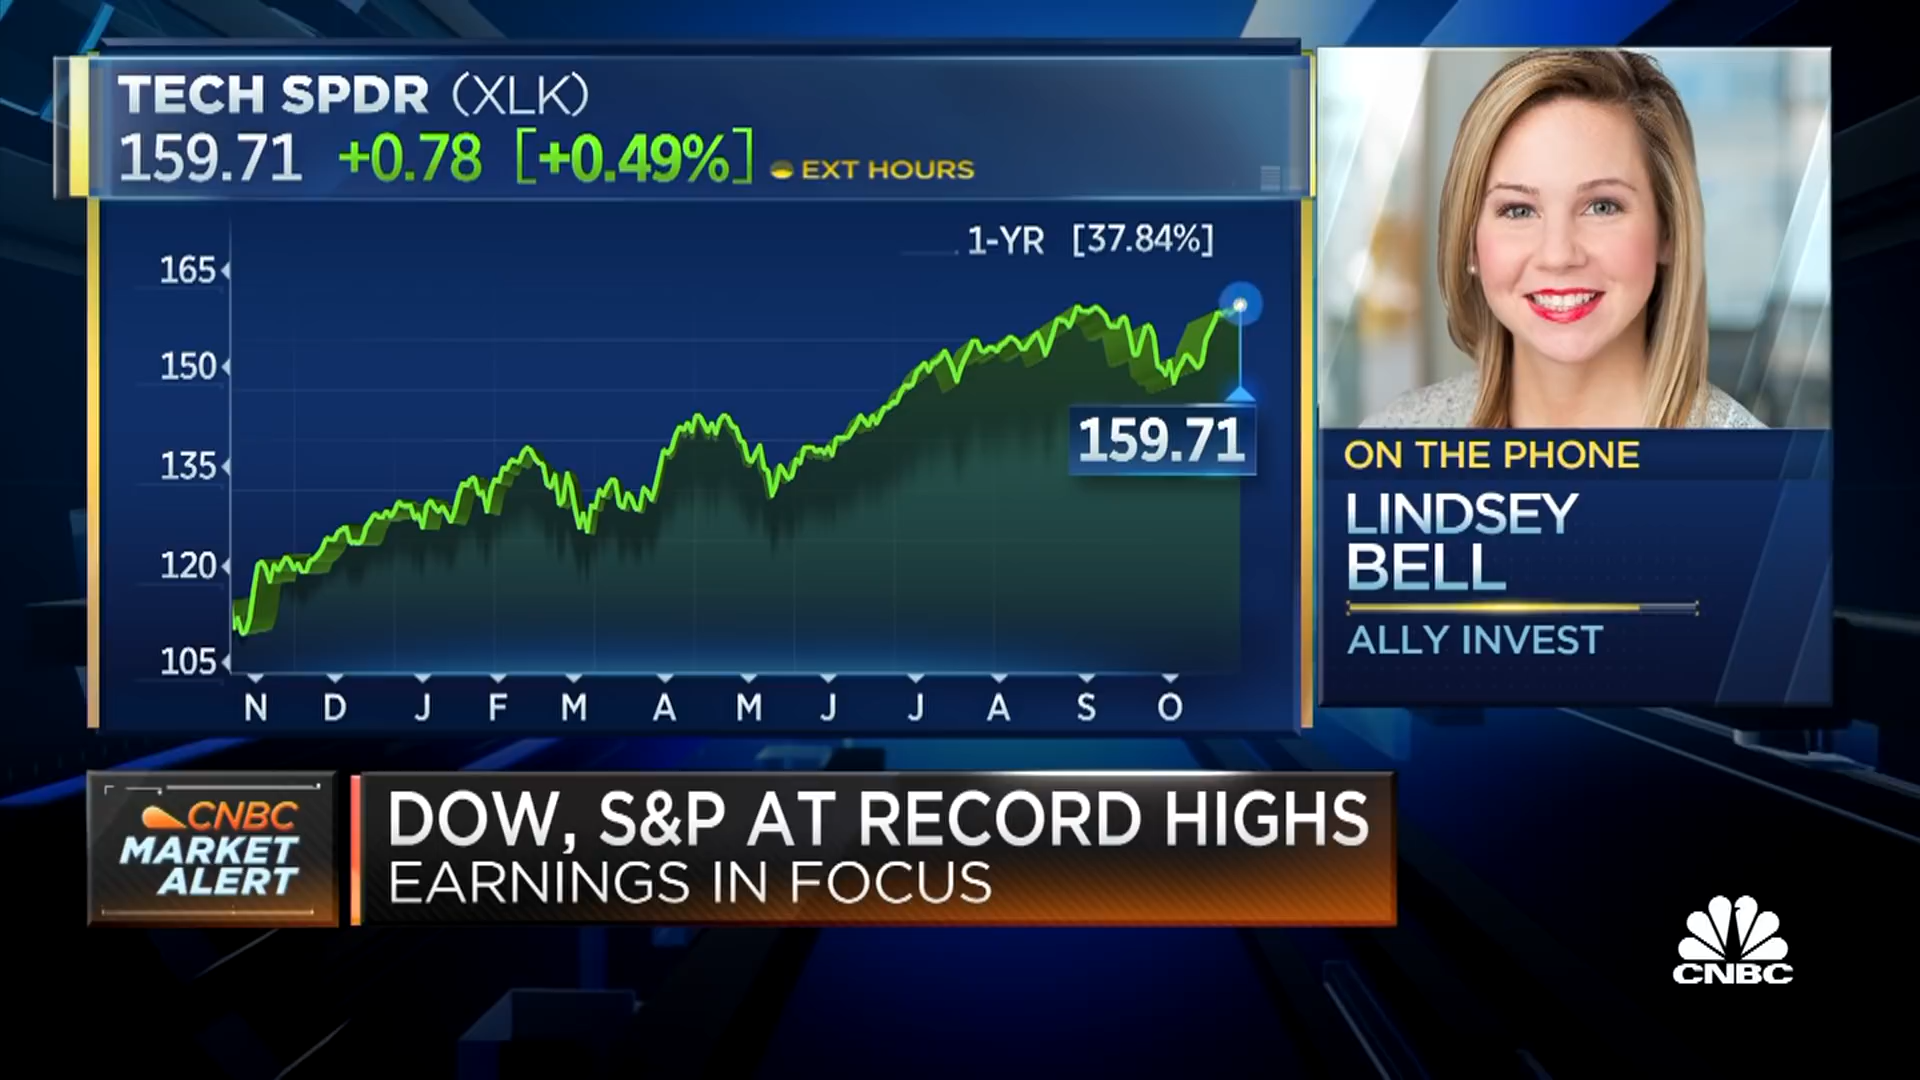 TECH SPDR (XLK)
159.71 +0.78 [+0.49%] EXT HOURS
1-YR [37.84%]
165
150
135
120
105
159.71
N D J F M A M J J A S O
ON THE PHONE
LINDSEY
BELL
ALLY INVEST
CNBC
MARKET
ALERT
DOW, S&P AT RECORD HIGHS
EARNINGS IN FOCUS
CNBC